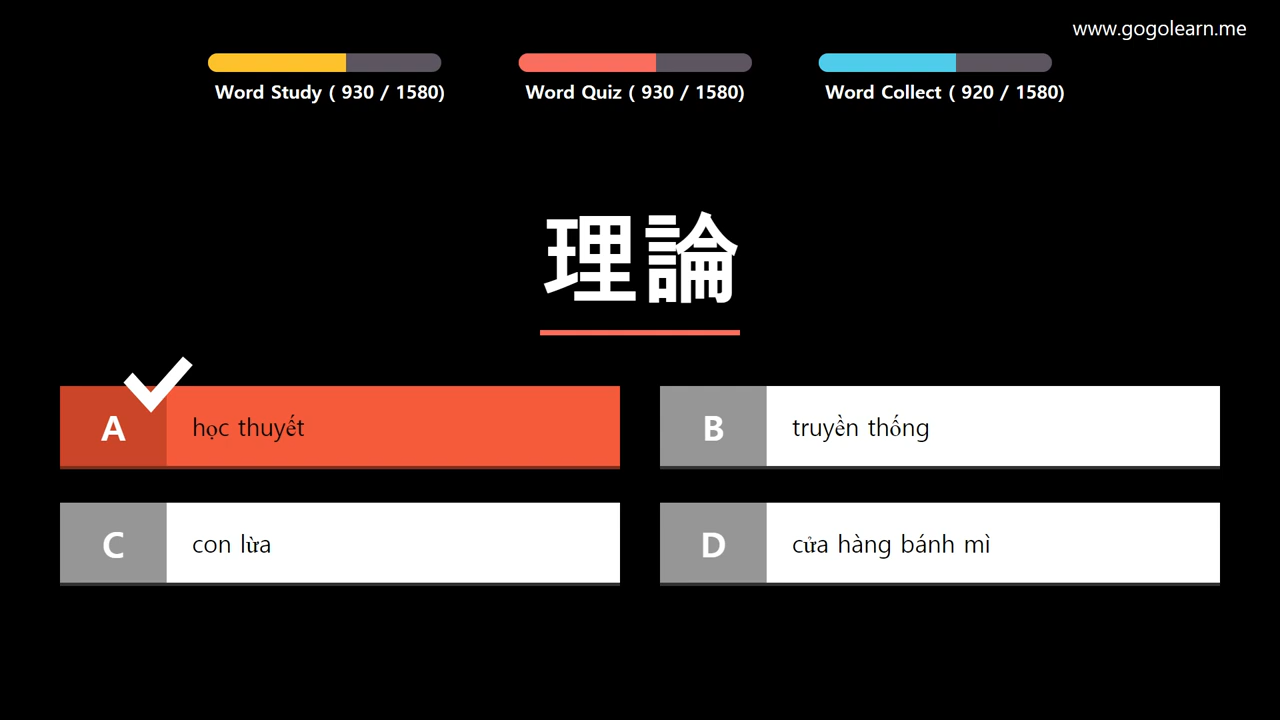 www.gogolearn.me
Word Study ( 930 / 1580)
Word Quiz ( 930 / 1580)
Word Collect ( 920 / 1580)
理論
A học thuyết
B truyền thống
C con lừa
D cửa hàng bánh mì